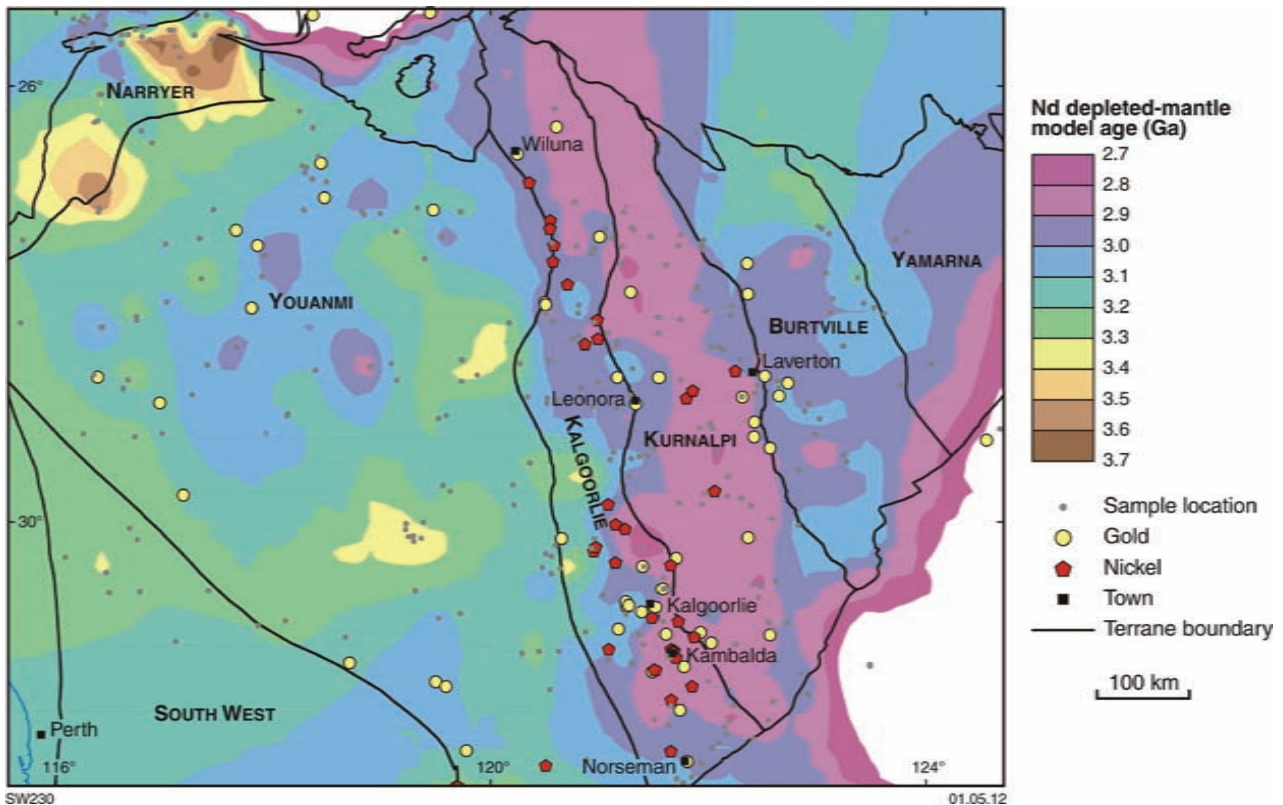 26°
NARRYER
Wiluna
YOUANMI
YAMARNA
BURTVILLE
Laverton
Leonora
KURNALPI
KALGOORLIE
30°
Kalgoorlie
Kambalda
SOUTH WEST
Perth
Norseman
116°
120°
124°
SW230
01.05.12
Nd depleted-mantle
model age (Ga)
2.7
2.8
2.9
3.0
3.1
3.2
3.3
3.4
3.5
3.6
3.7
Sample location
Gold
Nickel
Town
Terrane boundary
100 km